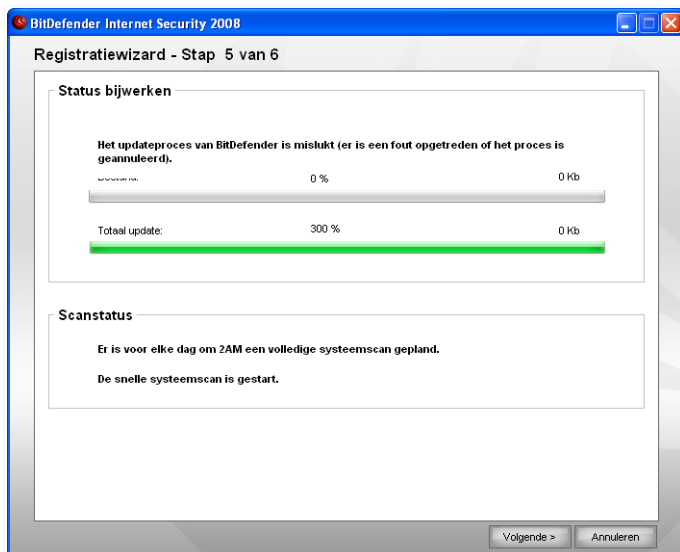 BitDefender Internet Security 2008
Registratiewizard - Stap 5 van 6
Status bijwerken
Het updateproces van BitDefender is mislukt (er is een fout opgetreden of het proces is
geannuleerd).
0 % 0 Kb
Totaal update: 300 % 0 Kb
Scanstatus
Er is voor elke dag om 2AM een volledige systeemscan gepland.
De snelle systeemscan is gestart.
Volgende > Annuleren